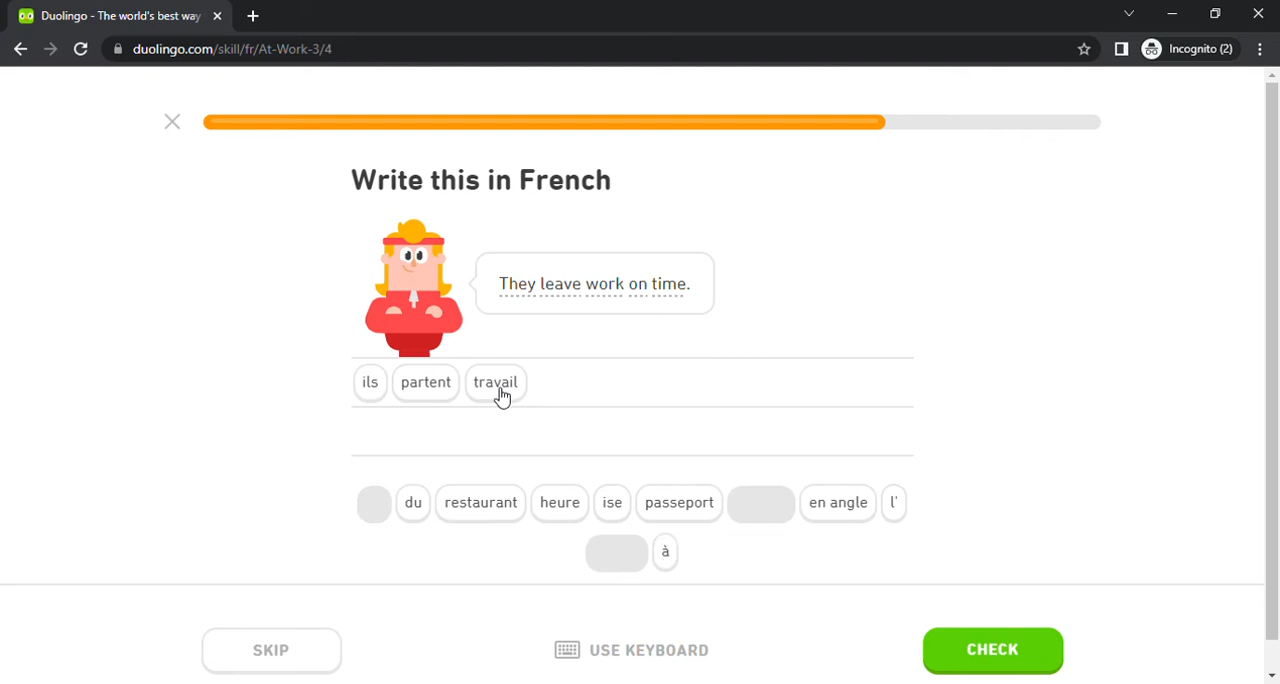 Duolingo - The world's best way
duolingo.com/skill/fr/At-Work-3/4
Incognito (2)
Write this in French
They leave work on time.
ils partent travail
du restaurant heure ise passeport en angle l'
à
SKIP USE KEYBOARD CHECK